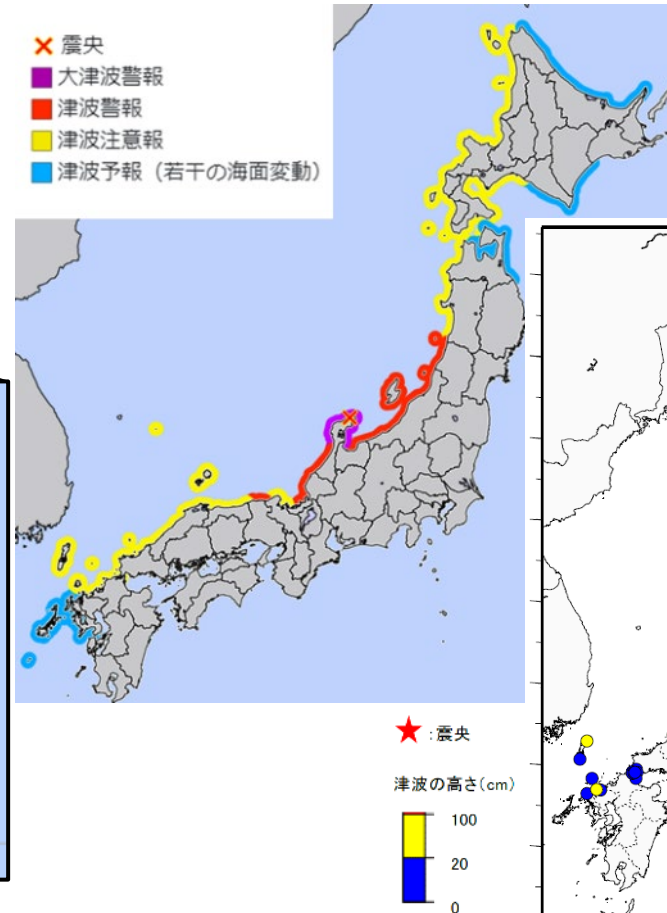 震央
大津波警報
津波警報
津波注意報
津波予報（若干の海面変動）
:震央
津波の高さ(cm)
100
20
0